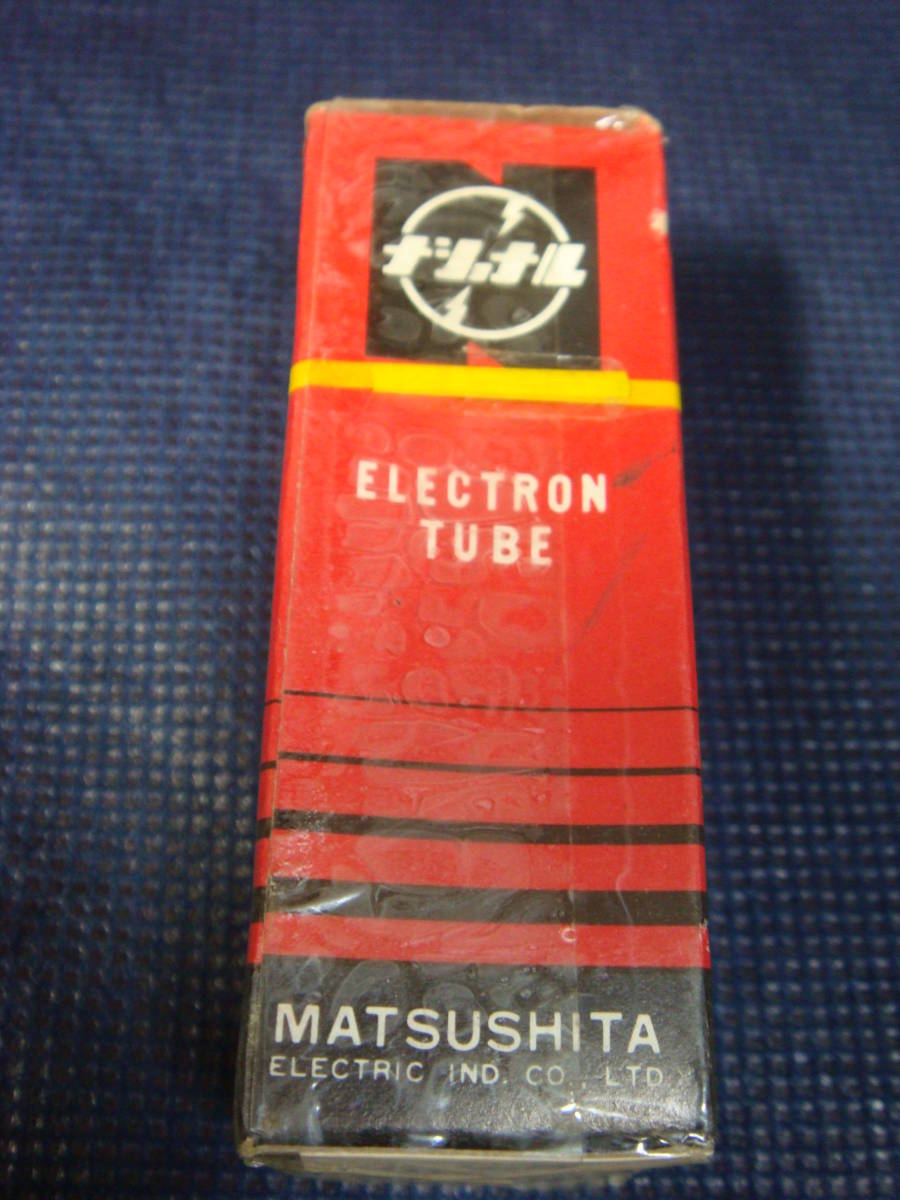 N
ナショナル
ELECTRON
TUBE
MATSUSHITA
ELECTRIC IND. CO., LTD